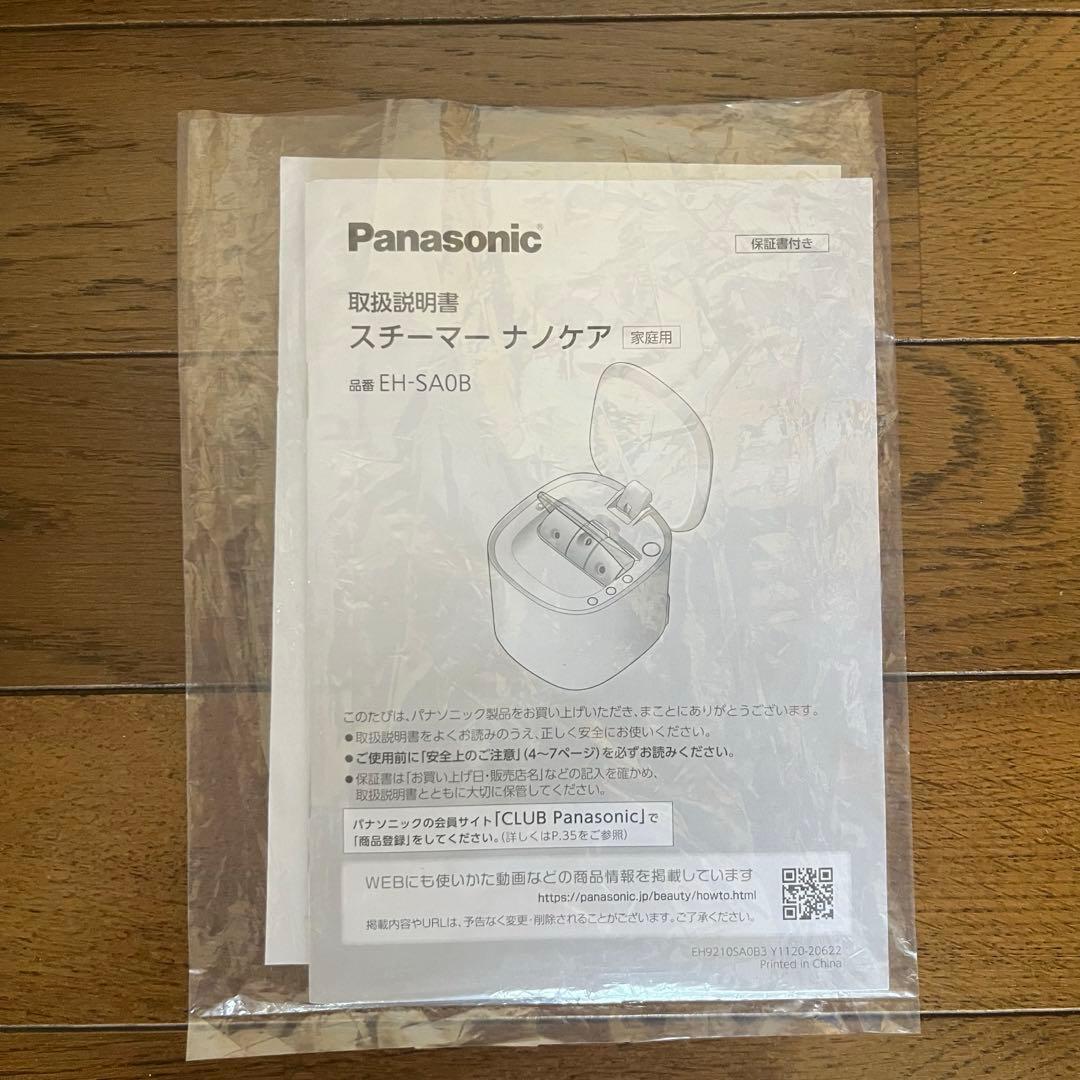 Panasonic®
保証書付き
取扱説明書
スチーマー ナノケア 家庭用
品番 EH-SA0B
このたびは、パナソニック製品をお買い上げいただき、まことにありがとうございます。
●取扱説明書をよくお読みのうえ、正しく安全にお使いください。
●ご使用前に「安全上のご注意」(4～7ページ)を必ずお読みください。
●保証書は「お買い上げ日・販売店名」などの記入を確かめ、
取扱説明書とともに大切に保管してください。
パナソニックの会員サイト「CLUB Panasonic」で
「商品登録」をしてください。(詳しくはP.35をご参照)
WEBにも使いかた動画などの商品情報を掲載しています
https://panasonic.jp/beauty/howto.html
掲載内容やURLは、予告なく変更・削除されることがございます。ご了承ください。
EH9210SA0B3 Y1120-20622
Printed in China